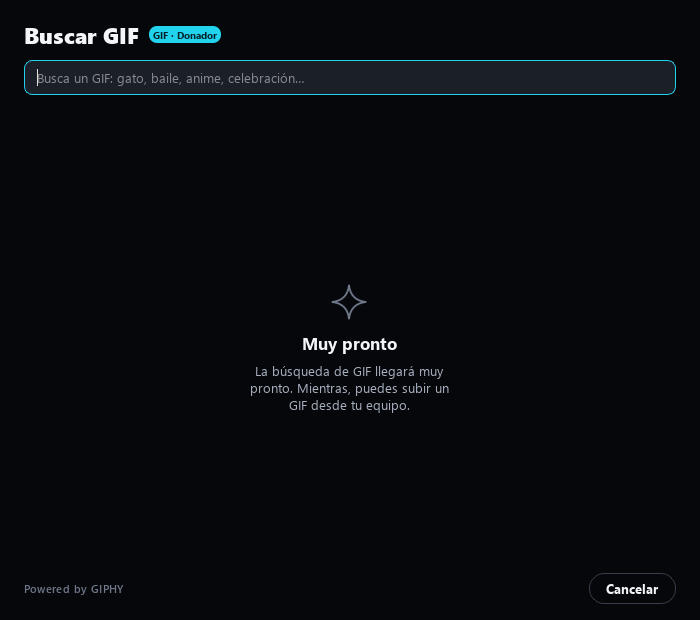 Buscar GIF
GIF · Donador
Busca un GIF: gato, baile, anime, celebración...
Muy pronto
La búsqueda de GIF llegará muy
pronto. Mientras, puedes subir un
GIF desde tu equipo.
Powered by GIPHY
Cancelar